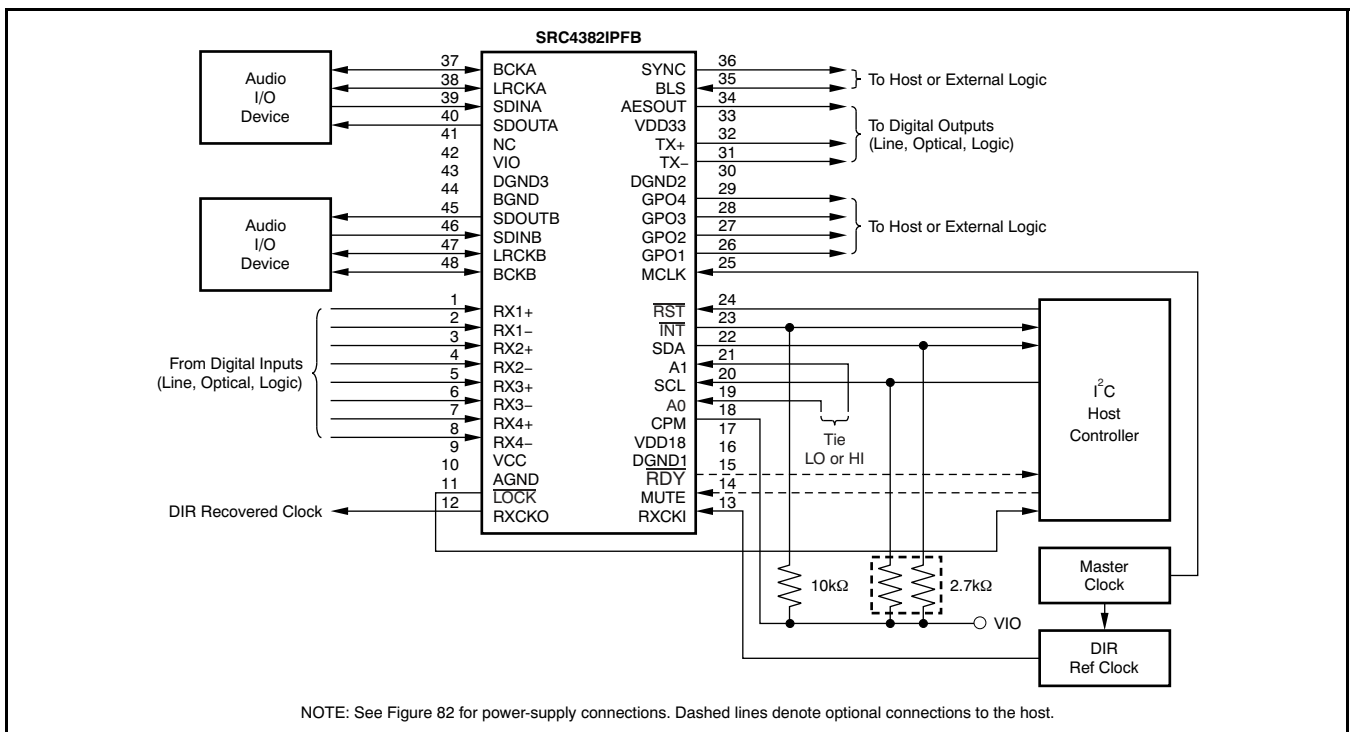 SRC4382IPFB
Audio
I/O
Device
37
38
39
40
41
42
43
44
45
46
47
48
BCKA
LRCKA
SDINA
SDOUTA
NC
VIO
DGND3
BGND
SDOUTB
SDINB
LRCKB
BCKB
Audio
I/O
Device
1
2
3
4
5
6
7
8
9
10
11
12
RX1+
RX1−
RX2+
RX2−
RX3+
RX3−
RX4+
RX4−
VCC
AGND
LOCK
RXCKO
From Digital Inputs
(Line, Optical, Logic)
DIR Recovered Clock
SYNC
BLS
AESOUT
VDD33
TX+
TX−
DGND2
GPO4
GPO3
GPO2
GPO1
MCLK
36
35
34
33
32
31
30
29
28
27
26
25
To Host or External Logic
To Digital Outputs
(Line, Optical, Logic)
To Host or External Logic
RST
INT
SDA
A1
SCL
A0
CPM
VDD18
DGND1
RDY
MUTE
RXCKI
24
23
22
21
20
19
18
17
16
15
14
13
Tie
LO or HI
I²C
Host
Controller
10kΩ
2.7kΩ
VIO
Master
Clock
DIR
Ref Clock
NOTE: See Figure 82 for power-supply connections. Dashed lines denote optional connections to the host.